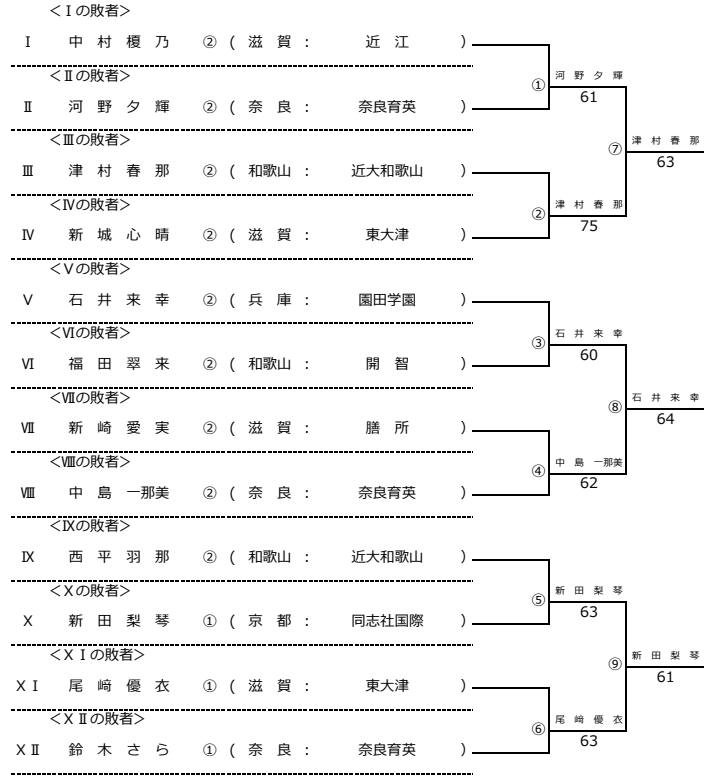 ＜Ⅰの敗者＞
Ⅰ 中 村 榎 乃 ② ( 滋 賀 : 近 江 )
＜Ⅱの敗者＞
① 河 野 夕 輝
61
Ⅱ 河 野 夕 輝 ② ( 奈 良 : 奈良育英 )
＜Ⅲの敗者＞
⑦ 津 村 春 那
63
Ⅲ 津 村 春 那 ② ( 和歌山 : 近大和歌山 )
＜Ⅳの敗者＞
② 津 村 春 那
75
Ⅳ 新 城 心 晴 ② ( 滋 賀 : 東大津 )
＜Ⅴの敗者＞
Ⅴ 石 井 来 幸 ② ( 兵 庫 : 園田学園 )
＜Ⅵの敗者＞
③ 石 井 来 幸
60
Ⅵ 福 田 翠 来 ② ( 和歌山 : 開 智 )
＜Ⅶの敗者＞
⑧ 石 井 来 幸
64
Ⅶ 新 崎 愛 実 ② ( 滋 賀 : 膳 所 )
＜Ⅷの敗者＞
④ 中 島 一那美
62
Ⅷ 中 島 一那美 ② ( 奈 良 : 奈良育英 )
＜Ⅸの敗者＞
Ⅸ 西 平 羽 那 ② ( 和歌山 : 近大和歌山 )
＜Ⅹの敗者＞
⑤ 新 田 梨 琴
63
Ⅹ 新 田 梨 琴 ① ( 京 都 : 同志社国際 )
＜ⅩⅠの敗者＞
⑨ 新 田 梨 琴
61
ⅩⅠ 尾 﨑 優 衣 ① ( 滋 賀 : 東大津 )
＜ⅩⅡの敗者＞
⑥ 尾 﨑 優 衣
63
ⅩⅡ 鈴 木 さ ら ① ( 奈 良 : 奈良育英 )